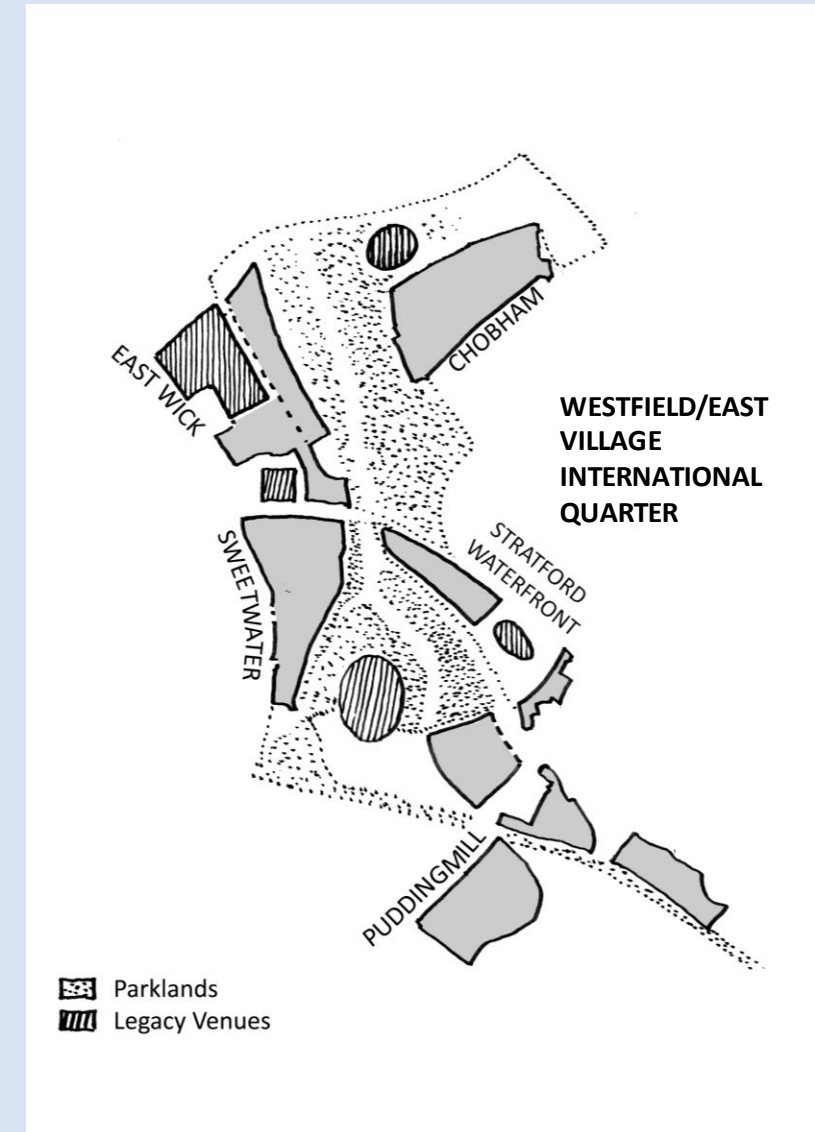 CHOBHAM
EAST WICK
WESTFIELD/EAST
VILLAGE
INTERNATIONAL
QUARTER
STRATFORD
WATERFRONT
SWEETWATER
PUDDINGMILL
Parklands
Legacy Venues